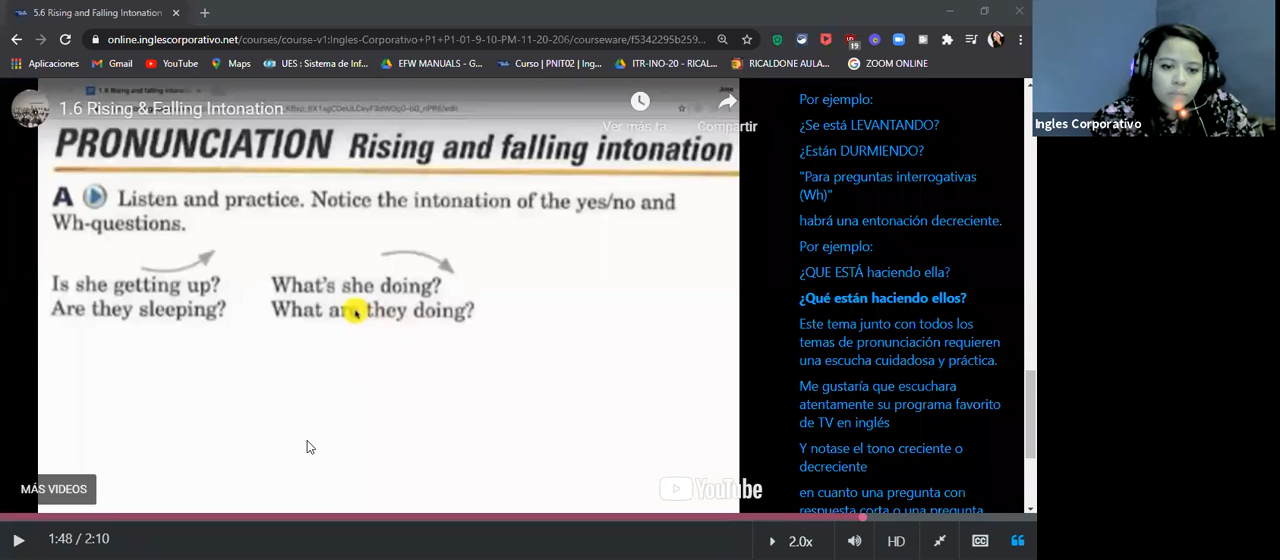 5.6 Rising and Falling Intonation
online.inglescorporativo.net/courses/course-v1:Ingles-Corporativo+P1+P1-01-9-10-PM-11-20-206/courseware/f5342295b259...
19
Aplicaciones
Gmail
YouTube
Maps
UES : Sistema de Inf...
EFW MANUALS - G...
Curso | PNIT02 | Ing...
ITR-INO-20 - RICAL...
RICALDONE AULA...
ZOOM ONLINE
1.6 Rising & Falling Intonation
Ver más ta...
Compartir
PRONUNCIATION Rising and falling intonation
A Listen and practice. Notice the intonation of the yes/no and
Wh-questions.
Is she getting up?
What's she doing?
Are they sleeping?
What are they doing?
MÁS VIDEOS
YouTube
1:48 / 2:10
2.0x
HD
CC
Por ejemplo:
¿Se está LEVANTANDO?
¿Están DURMIENDO?
"Para preguntas interrogativas
(Wh)"
habrá una entonación decreciente.
Por ejemplo:
¿QUE ESTÁ haciendo ella?
¿Qué están haciendo ellos?
Este tema junto con todos los
temas de pronunciación requieren
una escucha cuidadosa y práctica.
Me gustaría que escuchara
atentamente su programa favorito
de TV en inglés
Y notase el tono creciente o
decreciente
en cuanto una pregunta con
respuesta corta o una pregunta
Ingles Corporativo